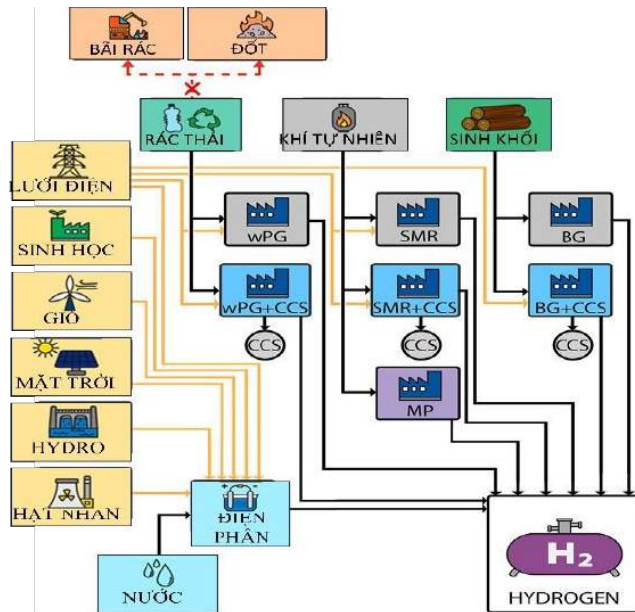 BÃI RÁC
ĐỐT
RÁC THẢI
KHÍ TỰ NHIÊN
SINH KHỐI
LƯỚI ĐIỆN
wPG
SMR
BG
SINH HỌC
wPG+CCS
SMR+CCS
BG+CCS
GIÓ
CCS
CCS
CCS
MẶT TRỜI
MP
HYDRO
HẠT NHÂN
ĐIỆN
PHÂN
H2
NƯỚC
HYDROGEN